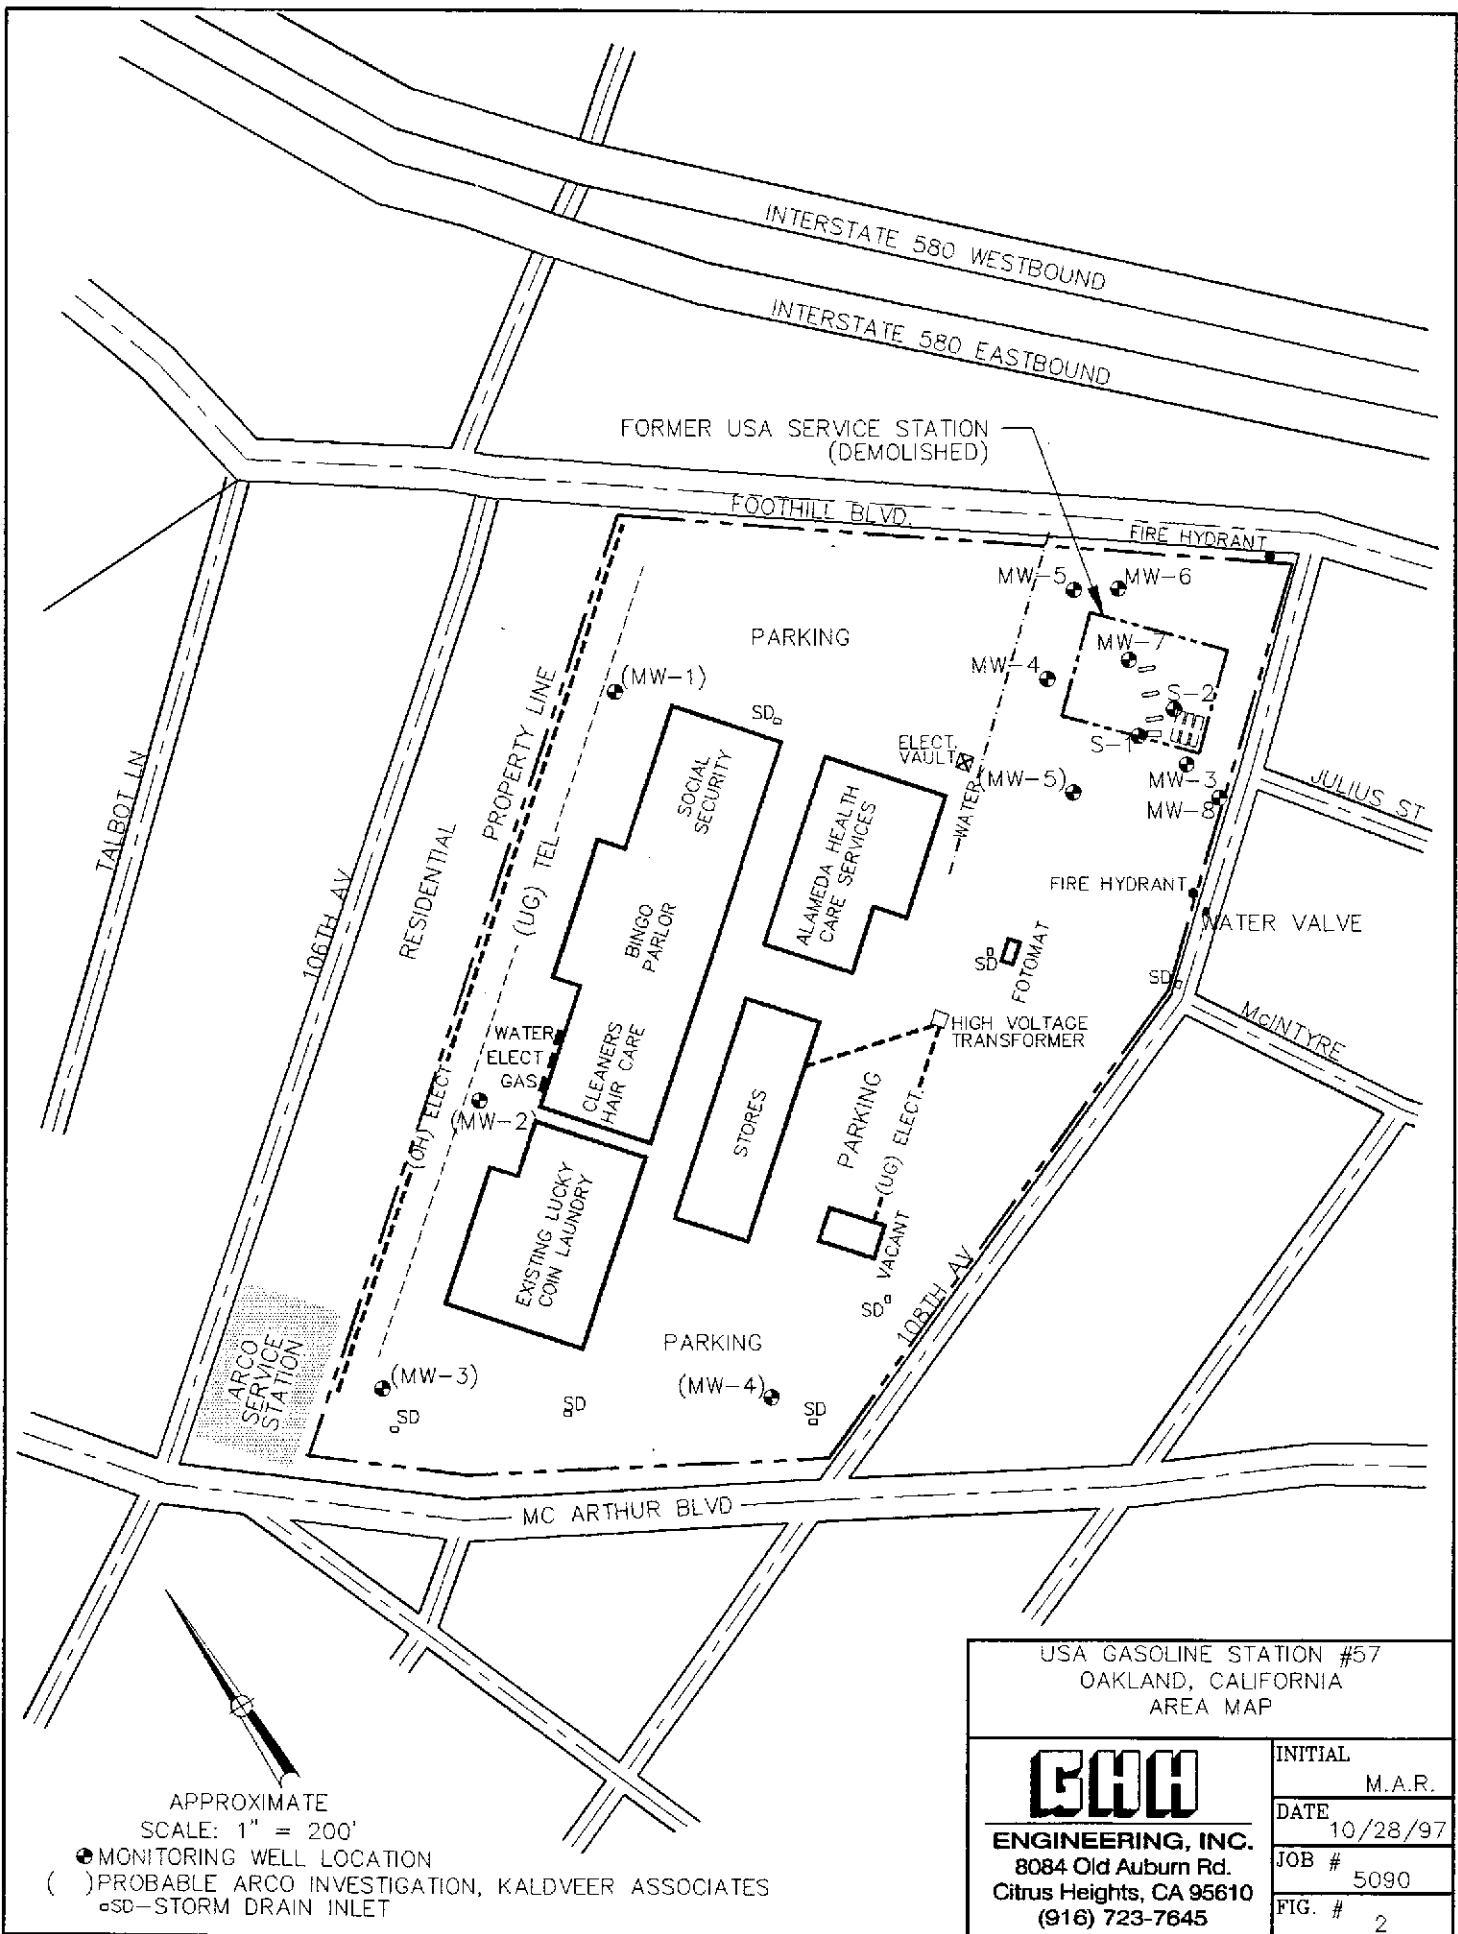 INTERSTATE 580 WESTBOUND
INTERSTATE 580 EASTBOUND
FORMER USA SERVICE STATION
(DEMOLISHED)
FOOTHILL BLVD.
FIRE HYDRANT
MW-5
MW-6
PARKING
MW-7
(MW-1)
MW-4
S-2
SD
S-1
ELECT.
VAULT
(MW-5)
MW-3
MW-8
JULIUS ST
TALBOT LN
106TH AV
RESIDENTIAL
PROPERTY LINE
(UG) TEL
SOCIAL
SECURITY
BINGO
PARLOR
ALAMEDA HEALTH
CARE SERVICES
WATER
FIRE HYDRANT
WATER VALVE
SD
FOTOMAT
SD
WATER
ELECT
GAS
CLEANERS
HAIR CARE
HIGH VOLTAGE
TRANSFORMER
McINTYRE
(OH) ELECT
(MW-2)
STORES
PARKING
(UG) ELECT.
EXISTING LUCKY
COIN LAUNDRY
VACANT
SD
108TH AV
ARCO
SERVICE
STATION
PARKING
(MW-3)
(MW-4)
SD
SD
SD
MC ARTHUR BLVD
APPROXIMATE
SCALE: 1" = 200'
MONITORING WELL LOCATION
( ) PROBABLE ARCO INVESTIGATION, KALDVEER ASSOCIATES
SD-STORM DRAIN INLET
USA GASOLINE STATION #57
OAKLAND, CALIFORNIA
AREA MAP
GHH
ENGINEERING, INC.
8084 Old Auburn Rd.
Citrus Heights, CA 95610
(916) 723-7645
INITIAL
M.A.R.
DATE
10/28/97
JOB #
5090
FIG. #
2